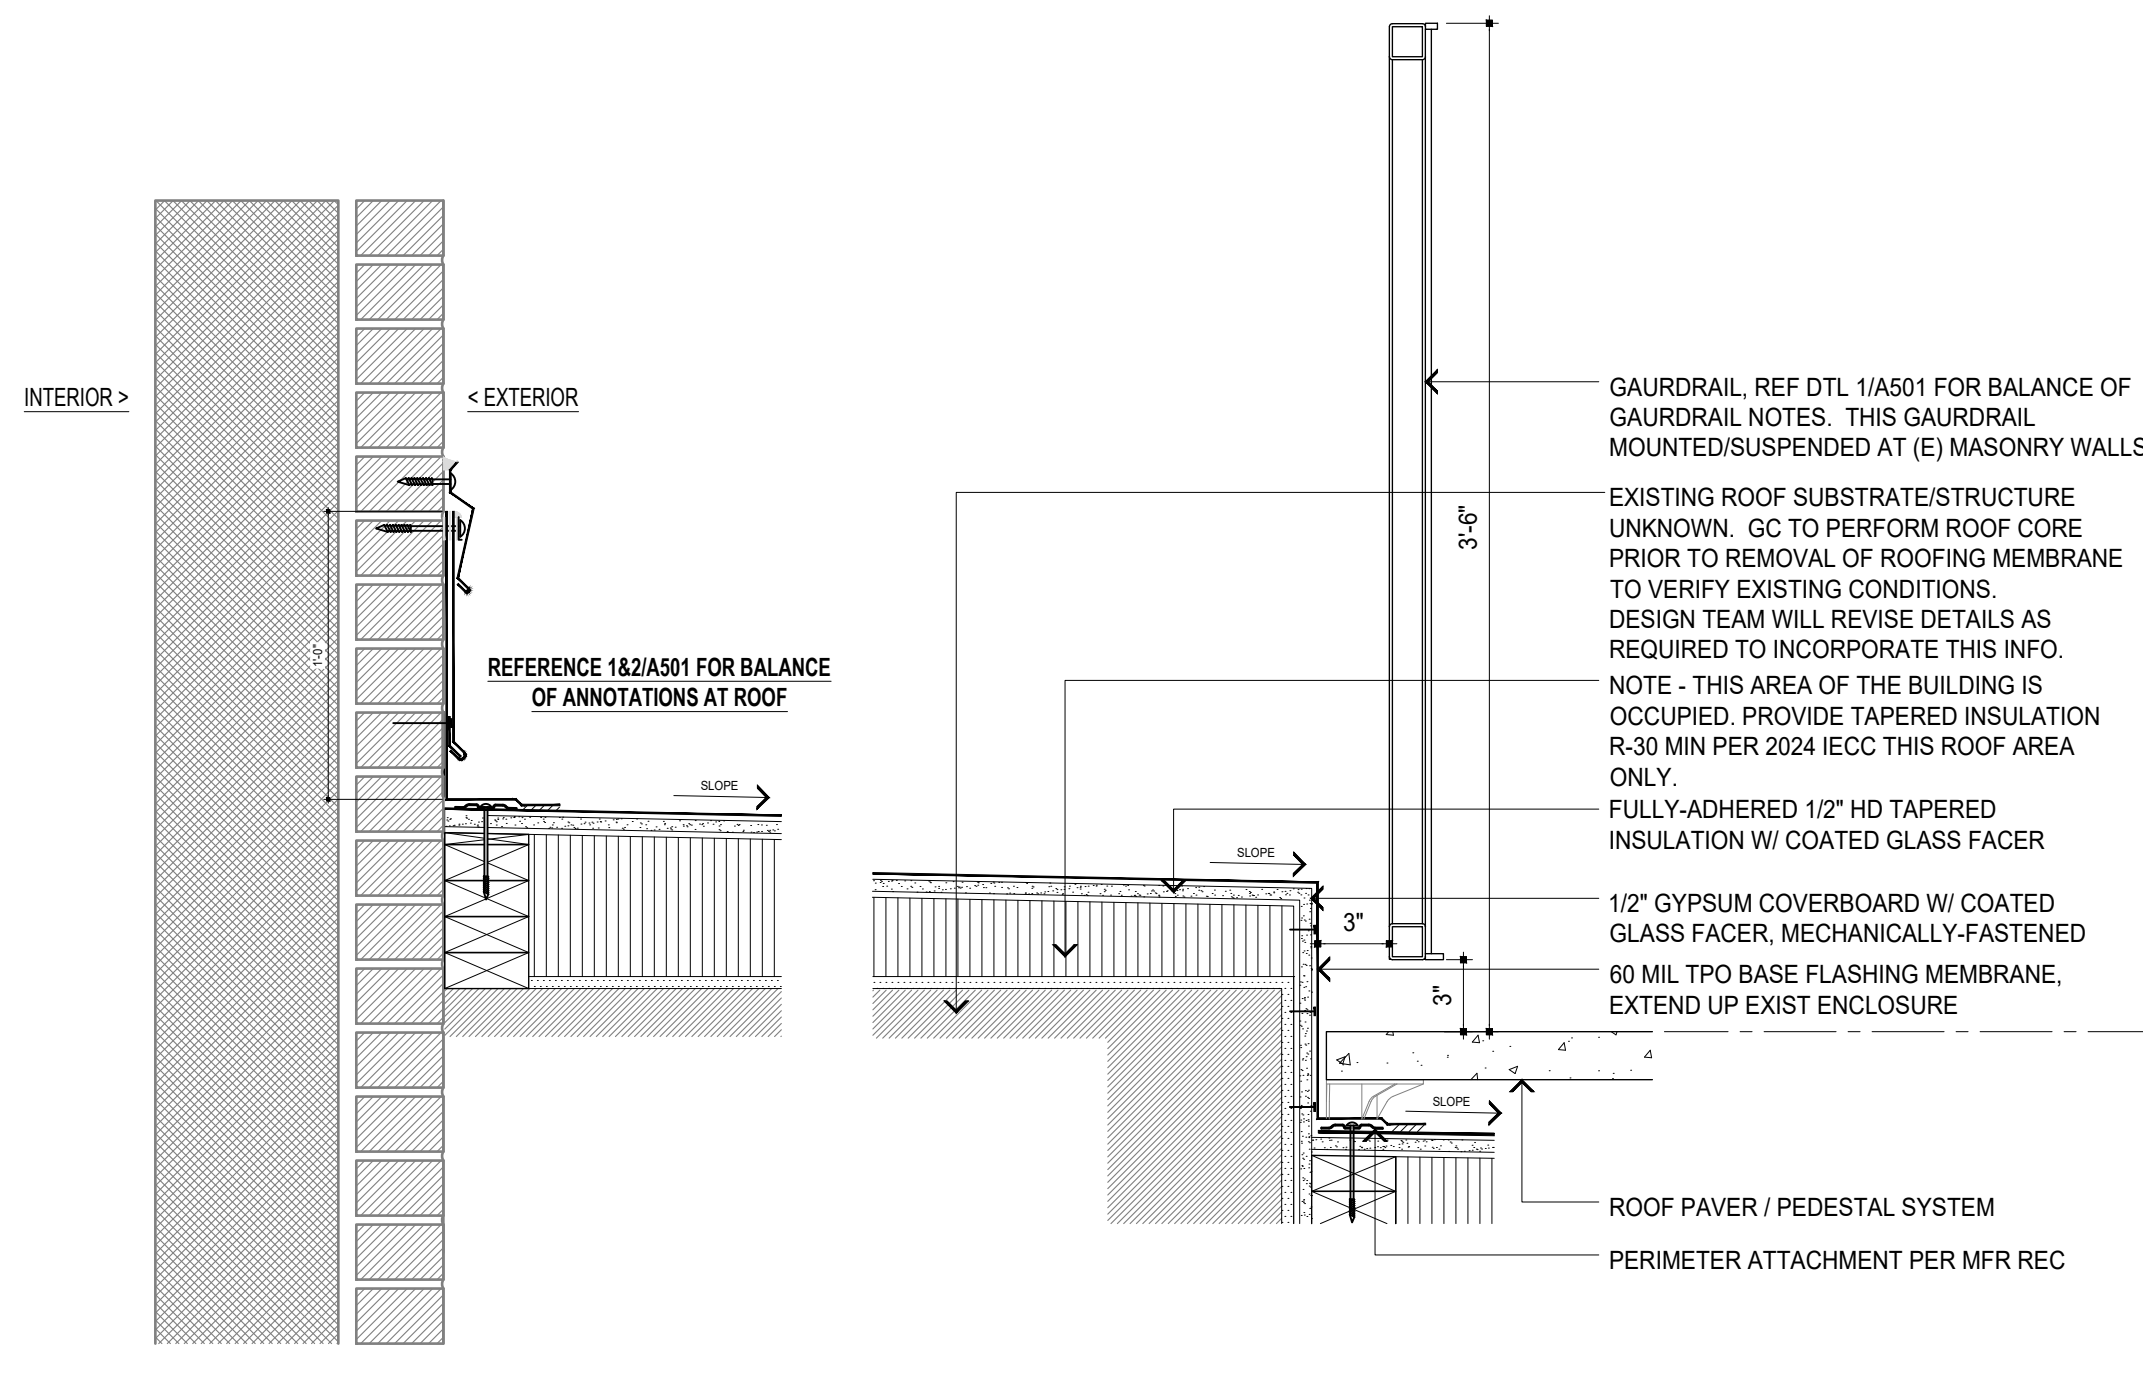 INTERIOR >
< EXTERIOR
1'-0"
REFERENCE 1&2/A501 FOR BALANCE
OF ANNOTATIONS AT ROOF
SLOPE
SLOPE
3"
3'-6"
3"
SLOPE
GAURDRAIL, REF DTL 1/A501 FOR BALANCE OF
GAURDRAIL NOTES. THIS GAURDRAIL
MOUNTED/SUSPENDED AT (E) MASONRY WALLS
EXISTING ROOF SUBSTRATE/STRUCTURE
UNKNOWN. GC TO PERFORM ROOF CORE
PRIOR TO REMOVAL OF ROOFING MEMBRANE
TO VERIFY EXISTING CONDITIONS.
DESIGN TEAM WILL REVISE DETAILS AS
REQUIRED TO INCORPORATE THIS INFO.
NOTE - THIS AREA OF THE BUILDING IS
OCCUPIED. PROVIDE TAPERED INSULATION
R-30 MIN PER 2024 IECC THIS ROOF AREA
ONLY.
FULLY-ADHERED 1/2" HD TAPERED
INSULATION W/ COATED GLASS FACER
1/2" GYPSUM COVERBOARD W/ COATED
GLASS FACER, MECHANICALLY-FASTENED
60 MIL TPO BASE FLASHING MEMBRANE,
EXTEND UP EXIST ENCLOSURE
ROOF PAVER / PEDESTAL SYSTEM
PERIMETER ATTACHMENT PER MFR REC